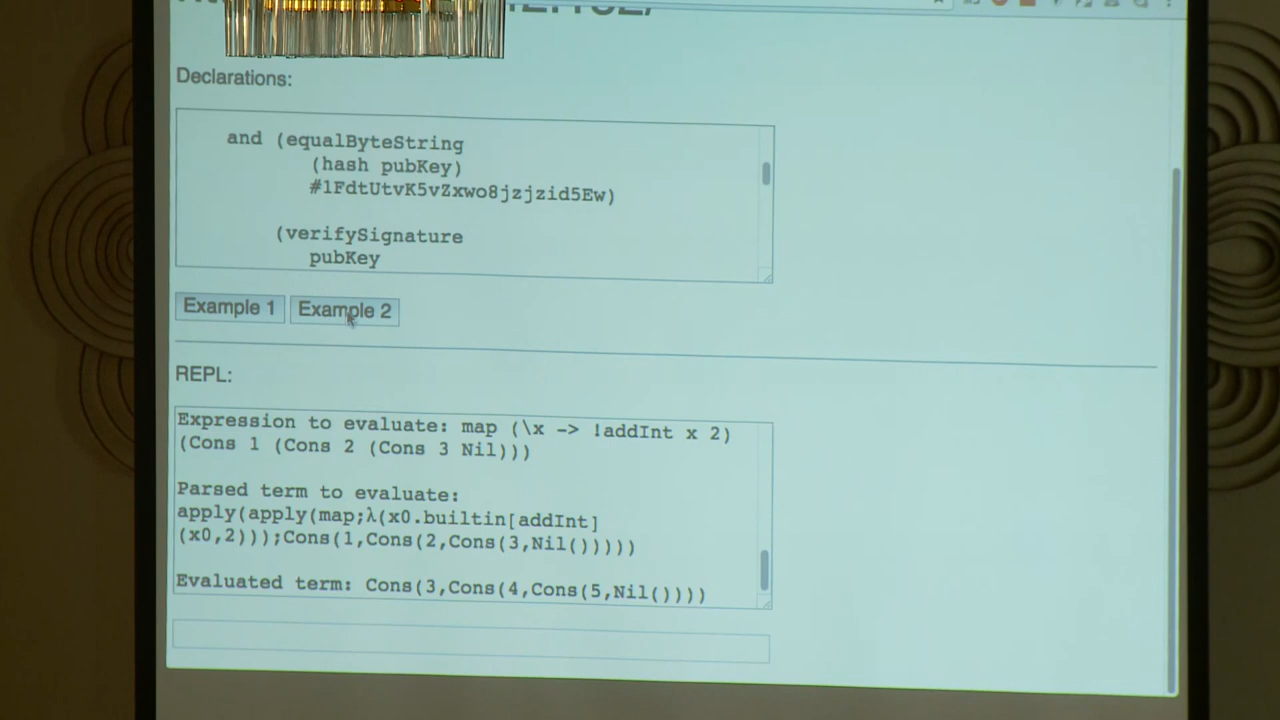 Declarations:
and (equalByteString
(hash pubKey)
#1FdtUtvK5vZxwo8jzjzid5Ew)
(verifySignature
pubKey
Example 1 Example 2
REPL:
Expression to evaluate: map (\x -> !addInt x 2)
(Cons 1 (Cons 2 (Cons 3 Nil)))
Parsed term to evaluate:
apply(apply(map;λ(x0.builtin[addInt]
(x0,2)));Cons(1,Cons(2,Cons(3,Nil()))))
Evaluated term: Cons(3,Cons(4,Cons(5,Nil())))